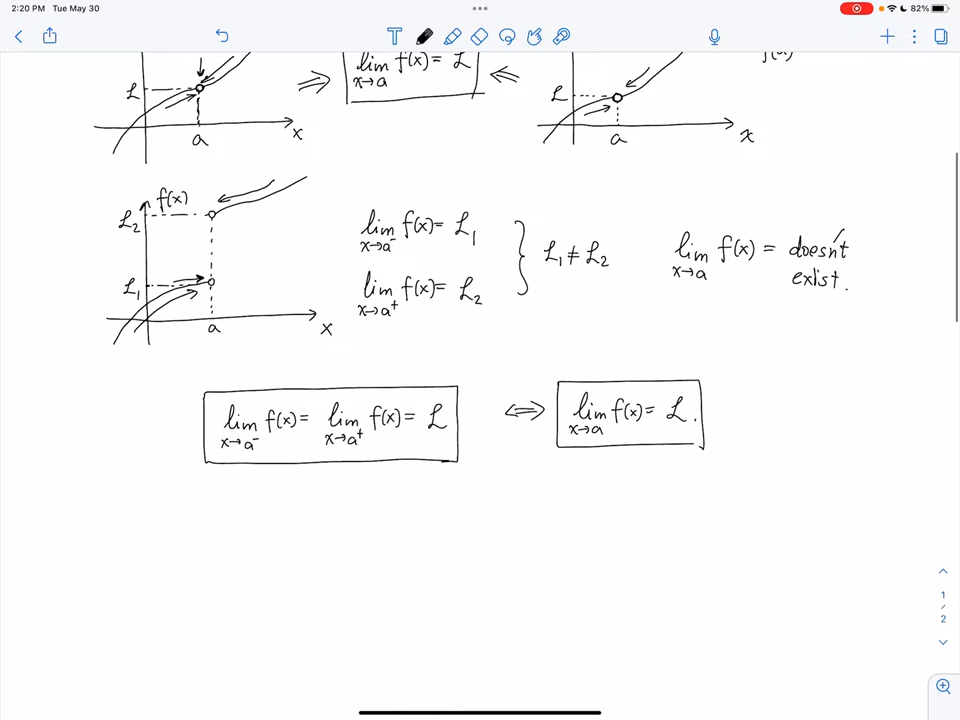 2:20 PM Tue May 30
82%
T
L
a
x
⇒
lim f(x) = L
x→a
⇐
L
a
x
f(x)
L₂
L₁
a
x
lim f(x) = L₁
x→a⁻
lim f(x) = L₂
x→a⁺
} L₁ ≠ L₂
lim f(x) = doesn't exist.
x→a
lim f(x) = lim f(x) = L
x→a⁻ x→a⁺
⇔
lim f(x) = L.
x→a
1
/
2